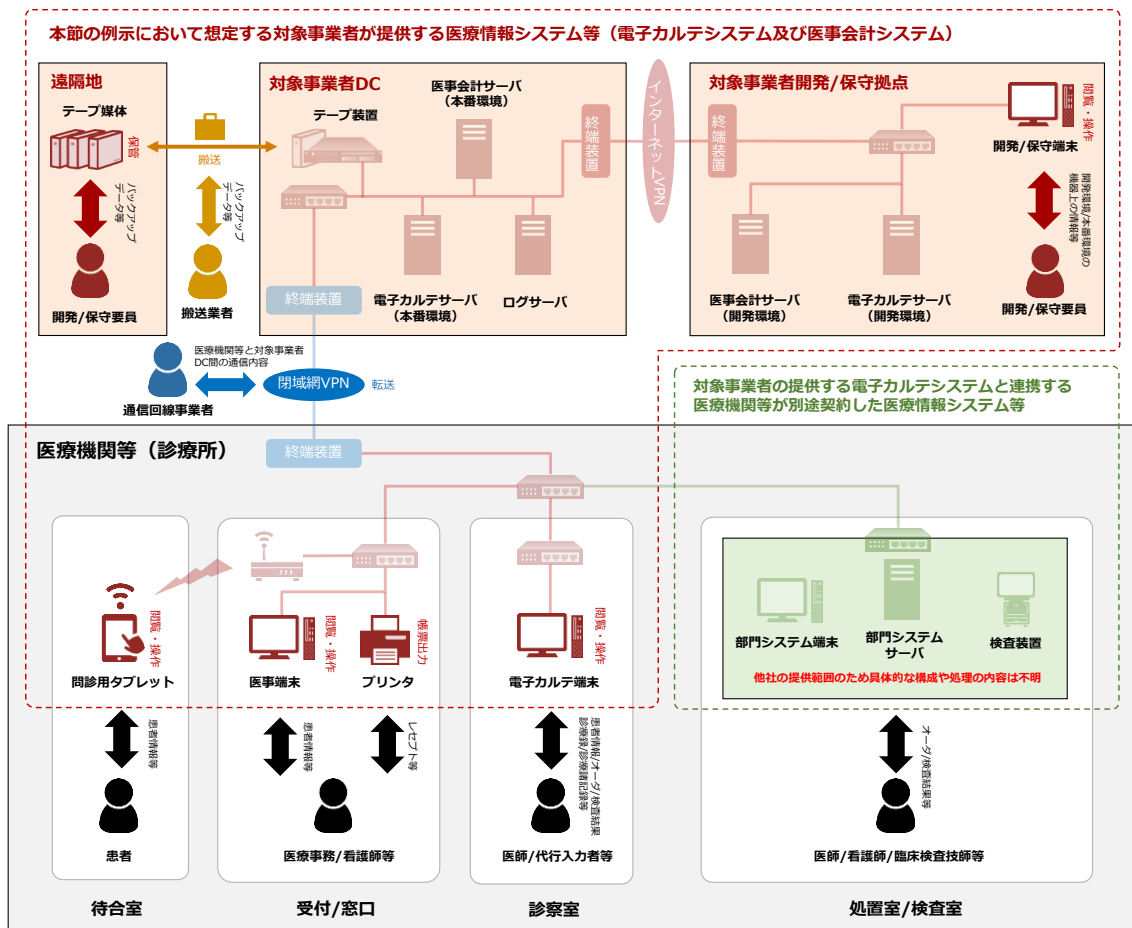 本節の例示において想定する対象事業者が提供する医療情報システム等（電子カルテシステム及び医事会計システム）
遠隔地
テープ媒体
保管
バックアップ
データ等
開発/保守要員
搬送
バックアップ
データ等
搬送業者
対象事業者DC
テープ装置
医事会計サーバ
（本番環境）
終端装置
電子カルテサーバ
（本番環境）
ログサーバ
終端装置
インターネットVPN
対象事業者開発/保守拠点
終端装置
閲覧・操作
開発/保守端末
開発環境/本番環境の
機器上の情報等
医事会計サーバ
（開発環境）
電子カルテサーバ
（開発環境）
開発/保守要員
医療機関等と対象事業者
DC間の通信内容
通信回線事業者
閉域網VPN
転送
対象事業者の提供する電子カルテシステムと連携する
医療機関等が別途契約した医療情報システム等
医療機関等（診療所）
終端装置
閲覧・操作
問診用タブレット
患者情報等
患者
待合室
閲覧・操作
医事端末
帳票出力
プリンタ
患者情報等
レセプト等
医療事務/看護師等
受付/窓口
閲覧・操作
電子カルテ端末
患者情報/オーダ/検査結果
診療録/診療諸記録等
医師/代行入力者等
診察室
部門システム端末
部門システム
サーバ
検査装置
他社の提供範囲のため具体的な構成や処理の内容は不明
オーダ/検査結果等
医師/看護師/臨床検査技師等
処置室/検査室